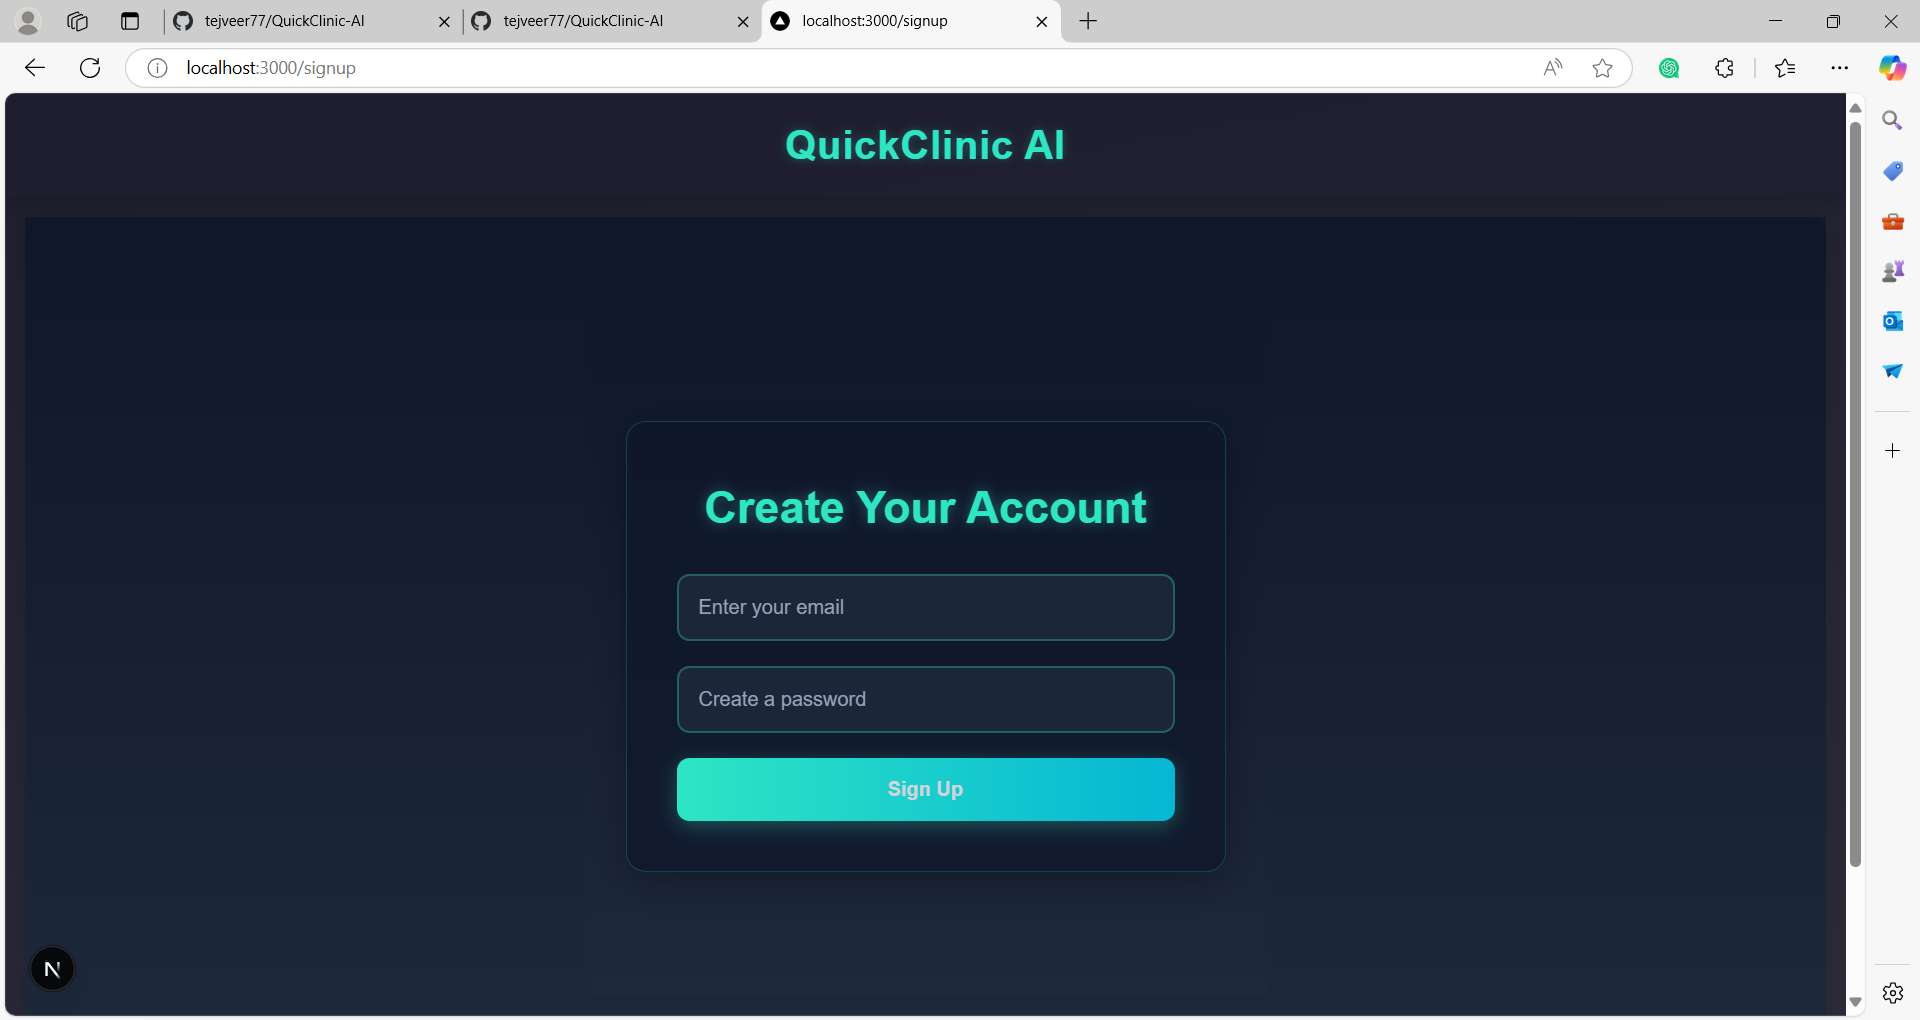 tejveer77/QuickClinic-AI
tejveer77/QuickClinic-AI
localhost:3000/signup
localhost:3000/signup
QuickClinic AI
Create Your Account
Enter your email
Create a password
Sign Up
N